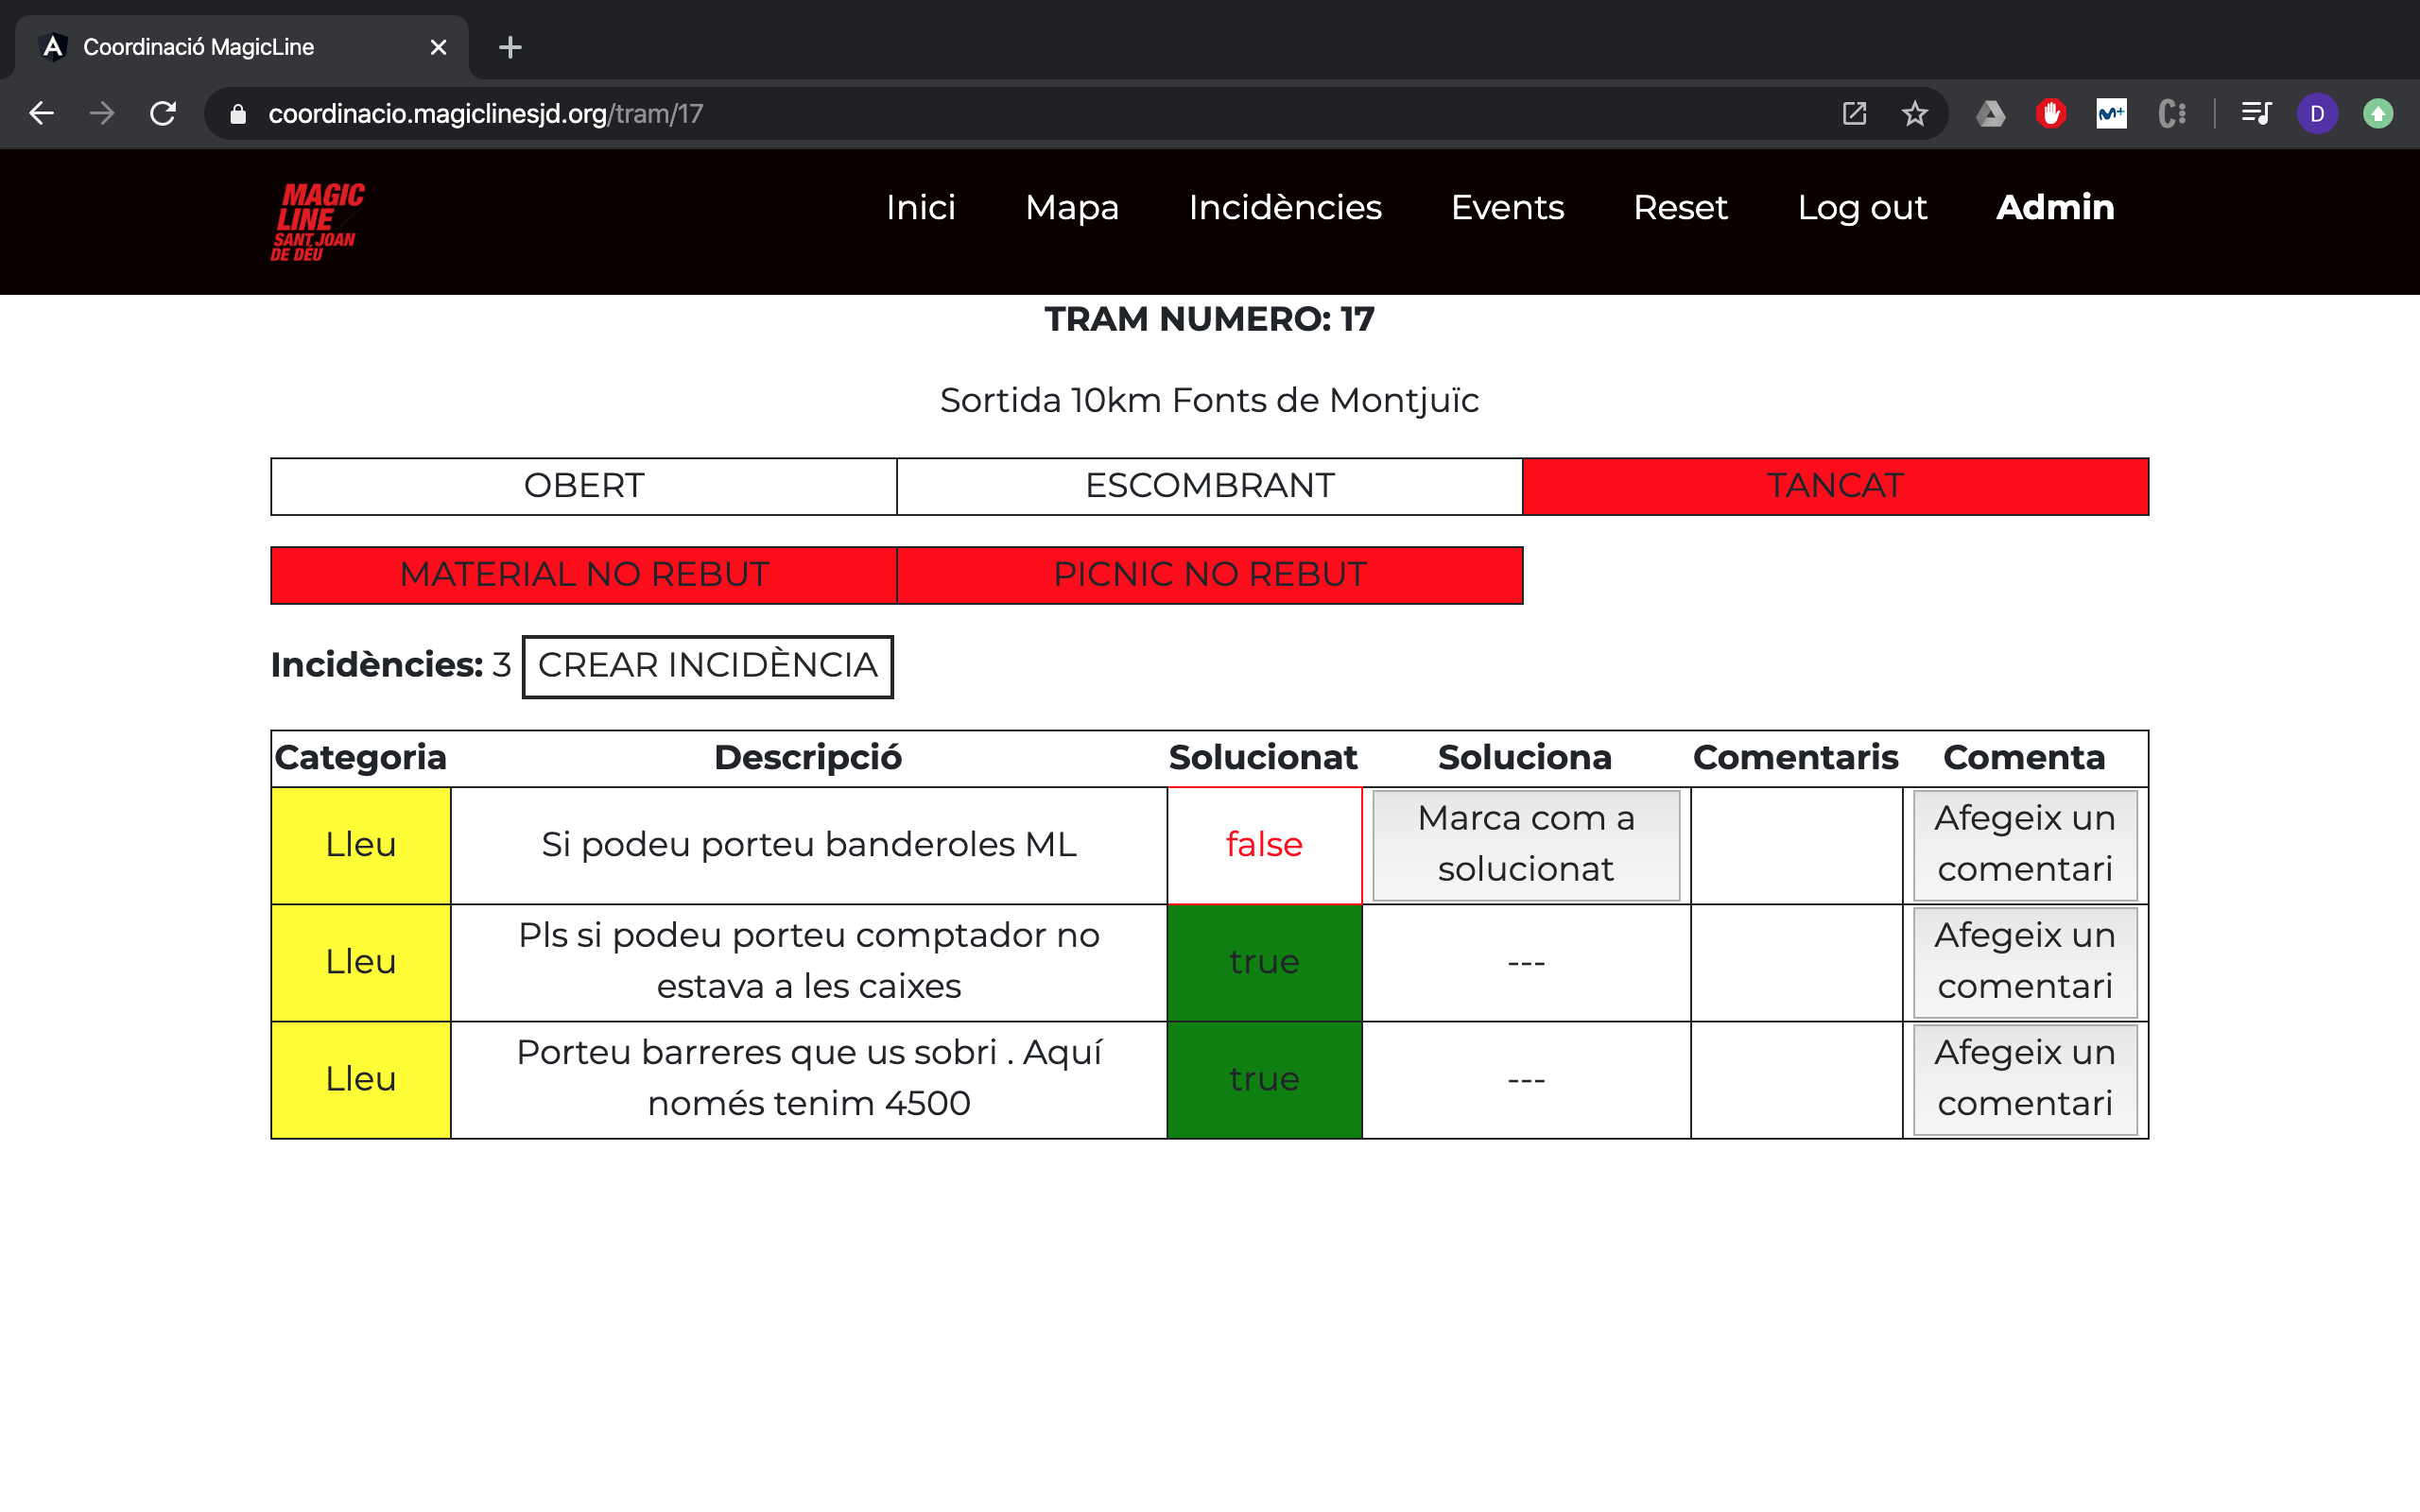 Coordinació MagicLine
coordinacio.magiclinesjd.org/tram/17
D
MAGIC
LINE
SANT JOAN
DE DÉU
Inici Mapa Incidències Events Reset Log out Admin
TRAM NUMERO: 17
Sortida 10km Fonts de Montjuïc
OBERT ESCOMBRANT TANCAT
MATERIAL NO REBUT PICNIC NO REBUT
Incidències: 3 CREAR INCIDÈNCIA
Categoria Descripció Solucionat Soluciona Comentaris Comenta
Lleu Si podeu porteu banderoles ML false Marca com a
solucionat Afegeix un
comentari
Lleu Pls si podeu porteu comptador no
estava a les caixes true --- Afegeix un
comentari
Lleu Porteu barreres que us sobri . Aquí
només tenim 4500 true --- Afegeix un
comentari